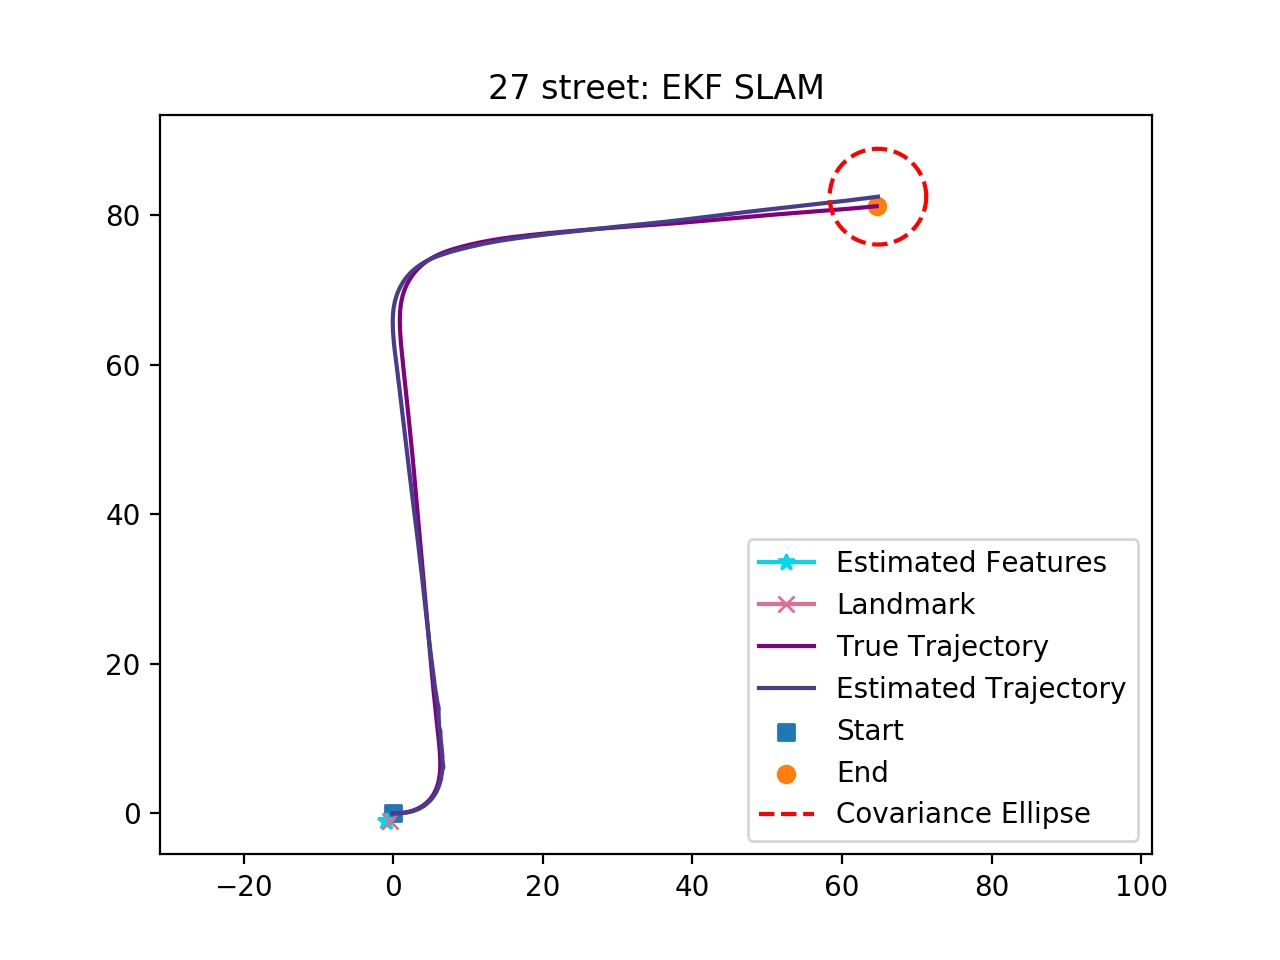 27 street: EKF SLAM
80
60
40
20
0
−20 0 20 40 60 80 100
Estimated Features
Landmark
True Trajectory
Estimated Trajectory
Start
End
Covariance Ellipse